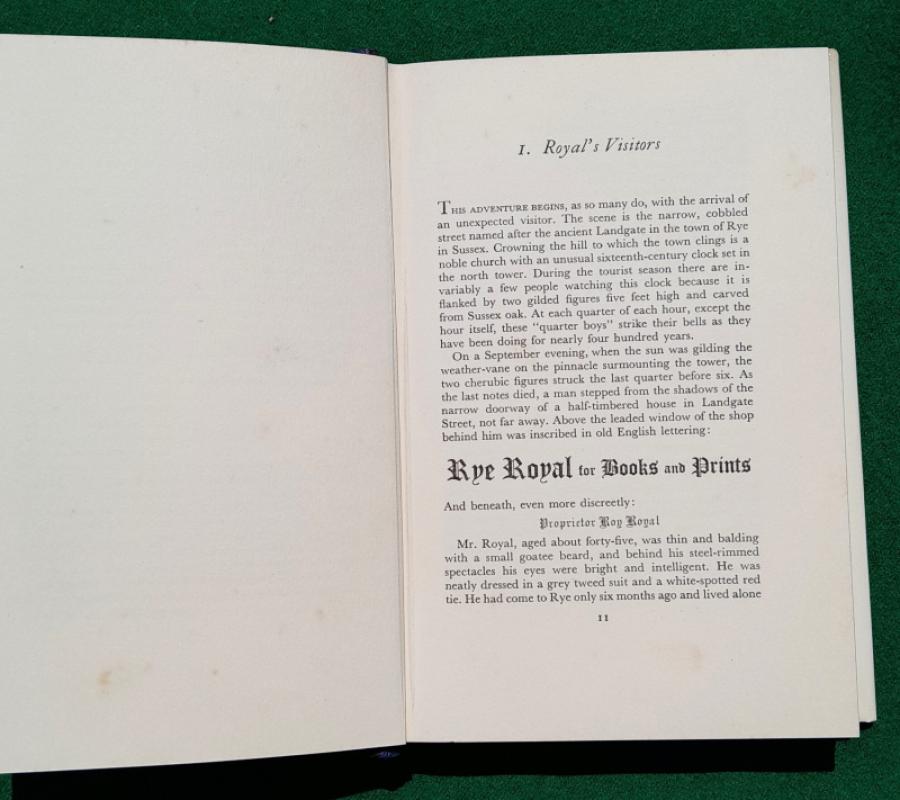 1. Royal's Visitors
THIS ADVENTURE BEGINS, as so many do, with the arrival of
an unexpected visitor. The scene is the narrow, cobbled
street named after the ancient Landgate in the town of Rye
in Sussex. Crowning the hill to which the town clings is a
noble church with an unusual sixteenth-century clock set in
the north tower. During the tourist season there are in-
variably a few people watching this clock because it is
flanked by two gilded figures five feet high and carved
from Sussex oak. At each quarter of each hour, except the
hour itself, these "quarter boys" strike their bells as they
have been doing for nearly four hundred years.
On a September evening, when the sun was gilding the
weather-vane on the pinnacle surmounting the tower, the
two cherubic figures struck the last quarter before six. As
the last notes died, a man stepped from the shadows of the
narrow doorway of a half-timbered house in Landgate
Street, not far away. Above the leaded window of the shop
behind him was inscribed in old English lettering:
Rye Royal for Books and Prints
And beneath, even more discreetly:
Proprietor Roy Royal
Mr. Royal, aged about forty-five, was thin and balding
with a small goatee beard, and behind his steel-rimmed
spectacles his eyes were bright and intelligent. He was
neatly dressed in a grey tweed suit and a white-spotted red
tie. He had come to Rye only six months ago and lived alone
11